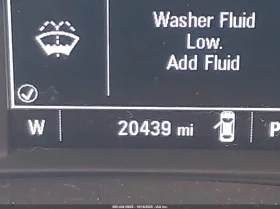 Washer Fluid
Low.
Add Fluid
W 20439 mi P